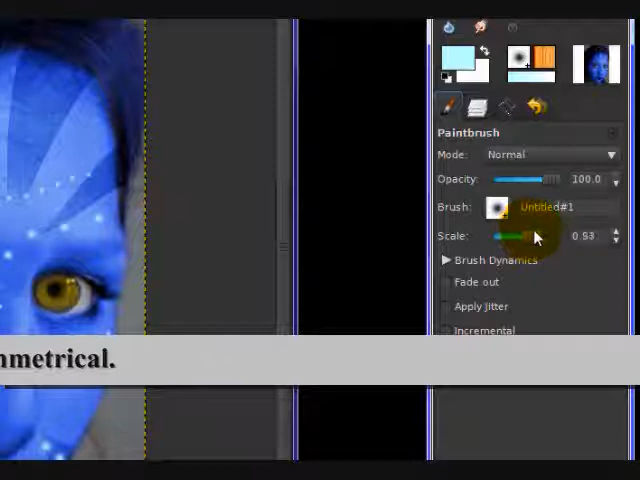 Paintbrush
Mode: Normal
Opacity: 100.0
Brush: Untitled#1
Scale: 0.93
Brush Dynamics
Fade out
Apply Jitter
Incremental
mmetrical.